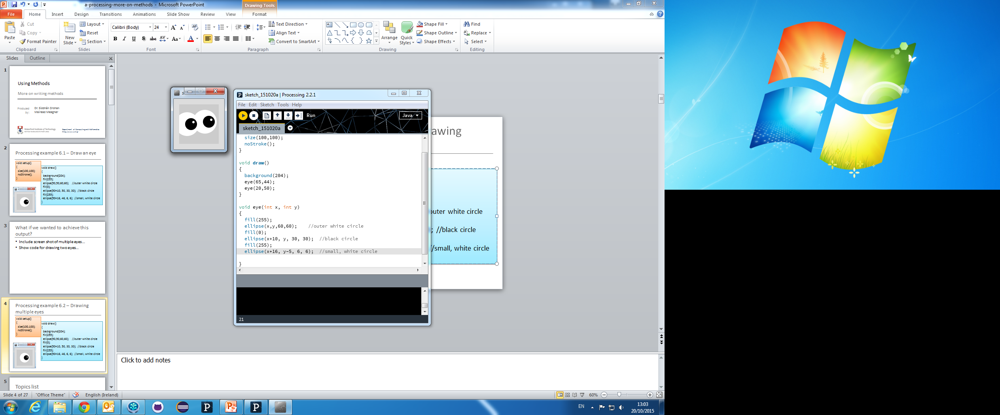 a-processing-more-on-methods - Microsoft PowerPoint
Drawing Tools
File Home Insert Design Transitions Animations Slide Show Review View Format
Paste
Cut
Copy
Format Painter
Clipboard
New Slide
Layout
Reset
Section
Slides
Calibri (Body) 24
Font
Text Direction
Align Text
Convert to SmartArt
Paragraph
Arrange
Quick Styles
Shape Fill
Shape Outline
Shape Effects
Drawing
Find
Replace
Select
Editing
Slides Outline
1
Using Methods
More on writing methods
Produced by:
Dr. Siobhán Drohan
Mairead Meagher
Waterford Institute of Technology
2
Processing example 6.1 – Draw an eye
void setup()
{
size(100,100);
noStroke();
}
void draw()
{
background(204);
fill(255);
ellipse(50,50,60,60); //outer white circle
fill(0);
ellipse(50+10, 50, 30, 30); //black circle
fill(255);
ellipse(50+16, 46, 6, 6); //small, white circle
}
3
What if we wanted to achieve this
output?
• Include screen shot of multiple eyes...
• Show code for drawing two eyes...
4
Processing example 6.2 – Drawing
multiple eyes
void setup()
{
size(100,100);
noStroke();
}
void draw()
{
background(204);
fill(255);
ellipse(50,50,60,60); //outer white circle
fill(0);
ellipse(50+10, 50, 30, 30); //black circle
fill(255);
ellipse(50+16, 46, 6, 6); //small, white circle
}
5
Topics list
sketch_151020a | Processing 2.2.1
File Edit Sketch Tools Help
Run
Java
sketch_151020a
size(100,100);
noStroke();
}
void draw()
{
background(204);
eye(65,44);
eye(20,50);
}
void eye(int x, int y)
{
fill(255);
ellipse(x,y,60,60); //outer white circle
fill(0);
ellipse(x+10, y, 30, 30); //black circle
fill(255);
ellipse(x+16, y-5, 6, 6); //small, white circle
}
21
awing
outer white circle
; //black circle
//small, white circle
Click to add notes
Slide 4 of 27 "Office Theme" English (Ireland)
60%
EN
13:03
20/10/2015